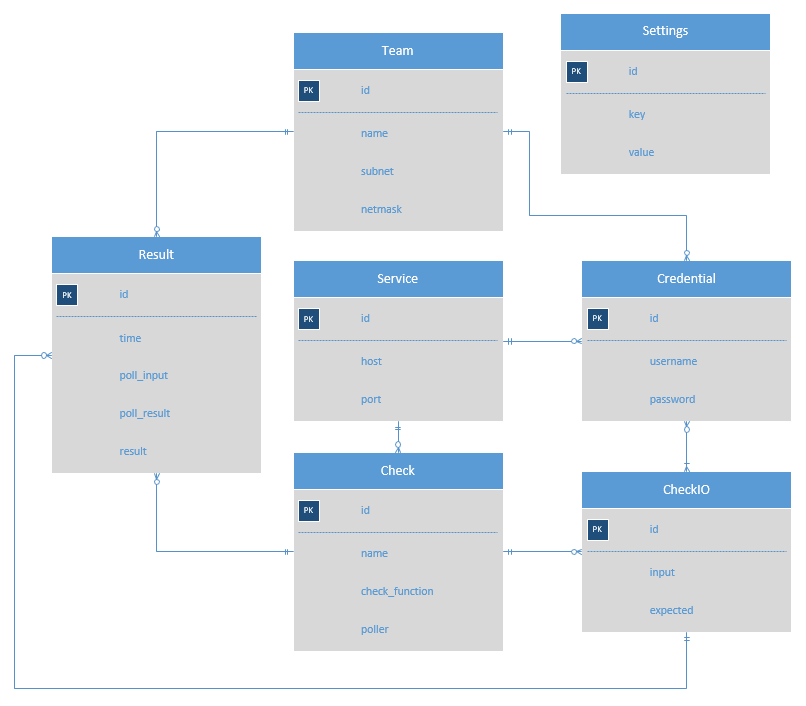 Settings
PK id
key
value
Team
PK id
name
subnet
netmask
Result
PK id
time
poll_input
poll_result
result
Service
PK id
host
port
Credential
PK id
username
password
Check
PK id
name
check_function
poller
CheckIO
PK id
input
expected